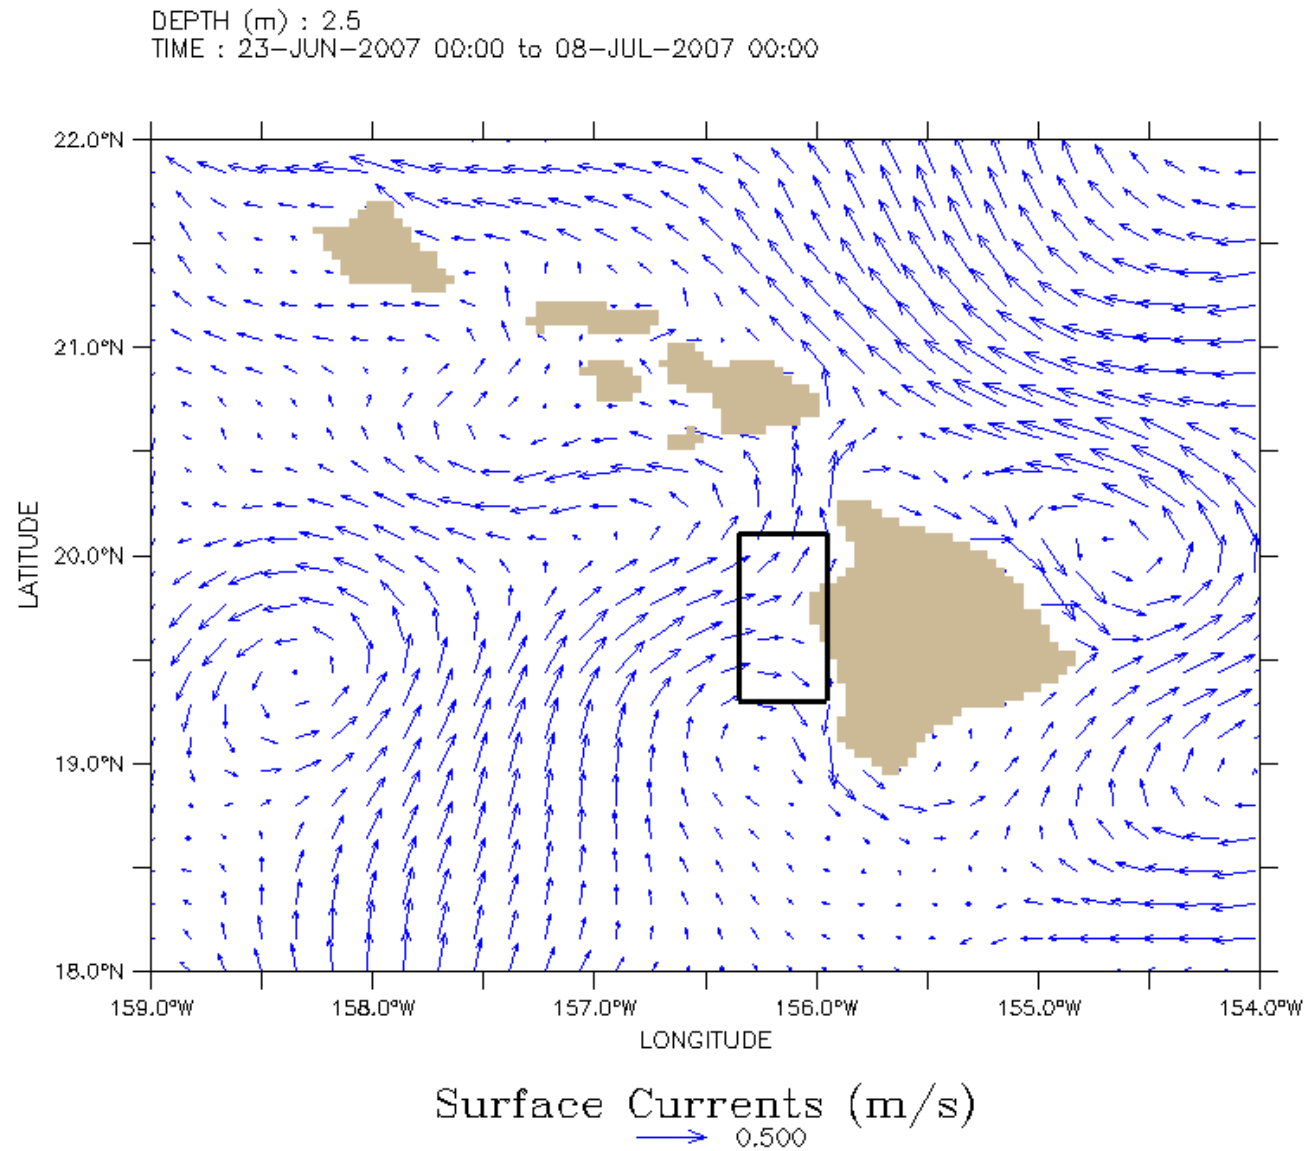 DEPTH (m) : 2.5
TIME : 23-JUN-2007 00:00 to 08-JUL-2007 00:00
22.0°N
21.0°N
20.0°N
19.0°N
18.0°N
LATITUDE
159.0°W 158.0°W 157.0°W 156.0°W 155.0°W 154.0°W
LONGITUDE
Surface Currents (m/s)
0.500